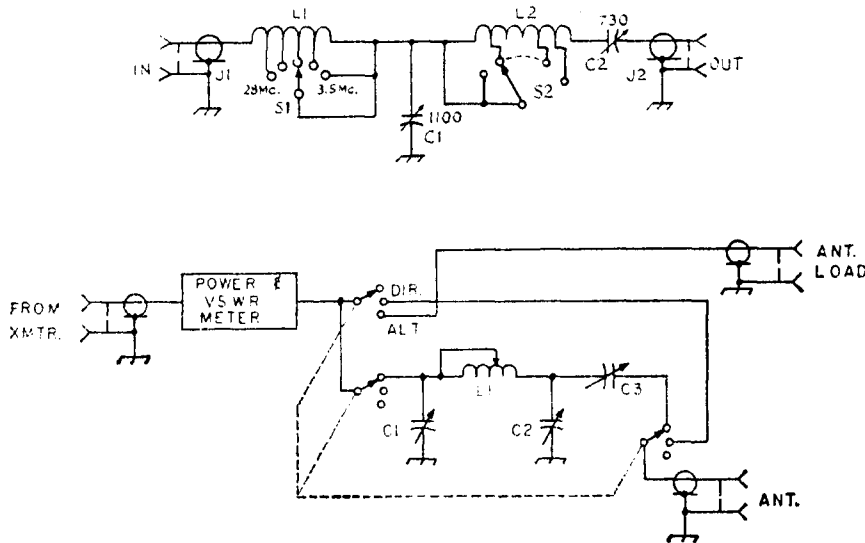 L1
L2
730
IN
J1
28Mc.
3.5Mc.
S1
1100
C1
S2
C2
J2
OUT
FROM
XMTR.
POWER &
VSWR
METER
DIR.
ALT
ANT.
LOAD
L1
C1
C2
C3
ANT.